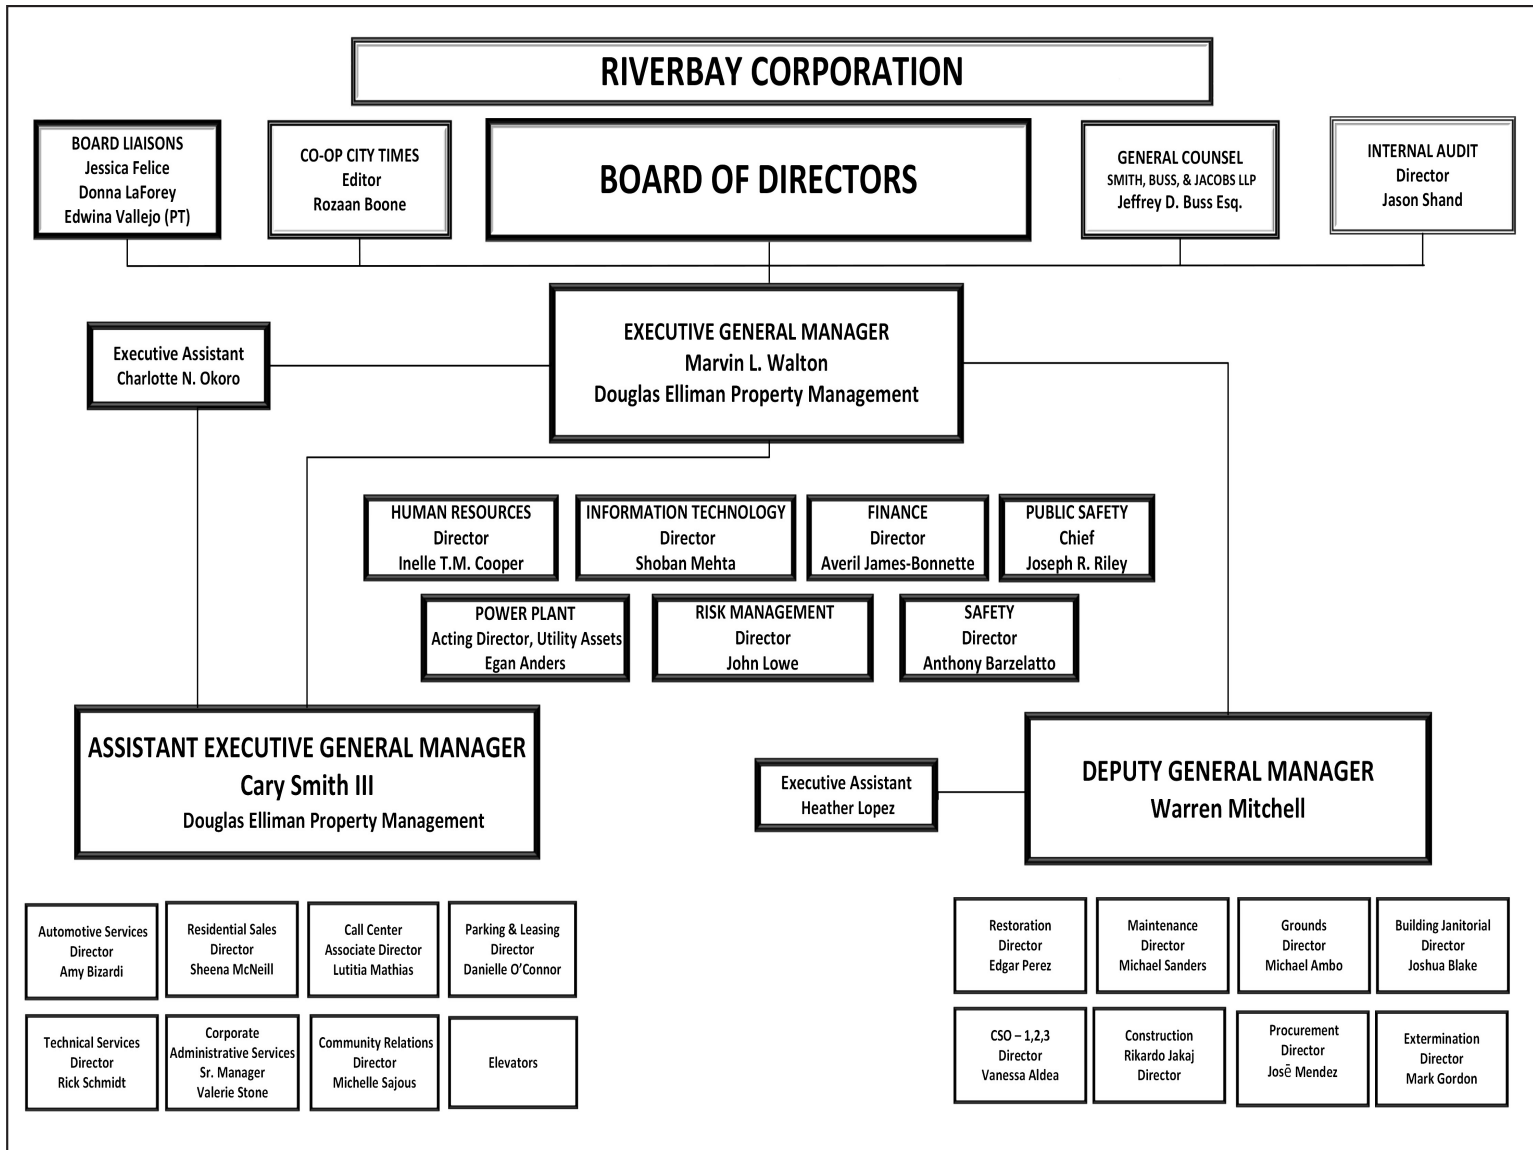 RIVERBAY CORPORATION
BOARD LIAISONS
Jessica Felice
Donna LaForey
Edwina Vallejo (PT)
CO-OP CITY TIMES
Editor
Rozaan Boone
BOARD OF DIRECTORS
GENERAL COUNSEL
SMITH, BUSS, & JACOBS LLP
Jeffrey D. Buss Esq.
INTERNAL AUDIT
Director
Jason Shand
Executive Assistant
Charlotte N. Okoro
EXECUTIVE GENERAL MANAGER
Marvin L. Walton
Douglas Elliman Property Management
HUMAN RESOURCES
Director
Inelle T.M. Cooper
INFORMATION TECHNOLOGY
Director
Shoban Mehta
FINANCE
Director
Averil James-Bonnette
PUBLIC SAFETY
Chief
Joseph R. Riley
POWER PLANT
Acting Director, Utility Assets
Egan Anders
RISK MANAGEMENT
Director
John Lowe
SAFETY
Director
Anthony Barzelatto
ASSISTANT EXECUTIVE GENERAL MANAGER
Cary Smith III
Douglas Elliman Property Management
Executive Assistant
Heather Lopez
DEPUTY GENERAL MANAGER
Warren Mitchell
Automotive Services
Director
Amy Bizardi
Residential Sales
Director
Sheena McNeill
Call Center
Associate Director
Lutitia Mathias
Parking & Leasing
Director
Danielle O’Connor
Restoration
Director
Edgar Perez
Maintenance
Director
Michael Sanders
Grounds
Director
Michael Ambo
Building Janitorial
Director
Joshua Blake
Technical Services
Director
Rick Schmidt
Corporate
Administrative Services
Sr. Manager
Valerie Stone
Community Relations
Director
Michelle Sajous
Elevators
CSO – 1,2,3
Director
Vanessa Aldea
Construction
Rikardo Jakaj
Director
Procurement
Director
Josē Mendez
Extermination
Director
Mark Gordon